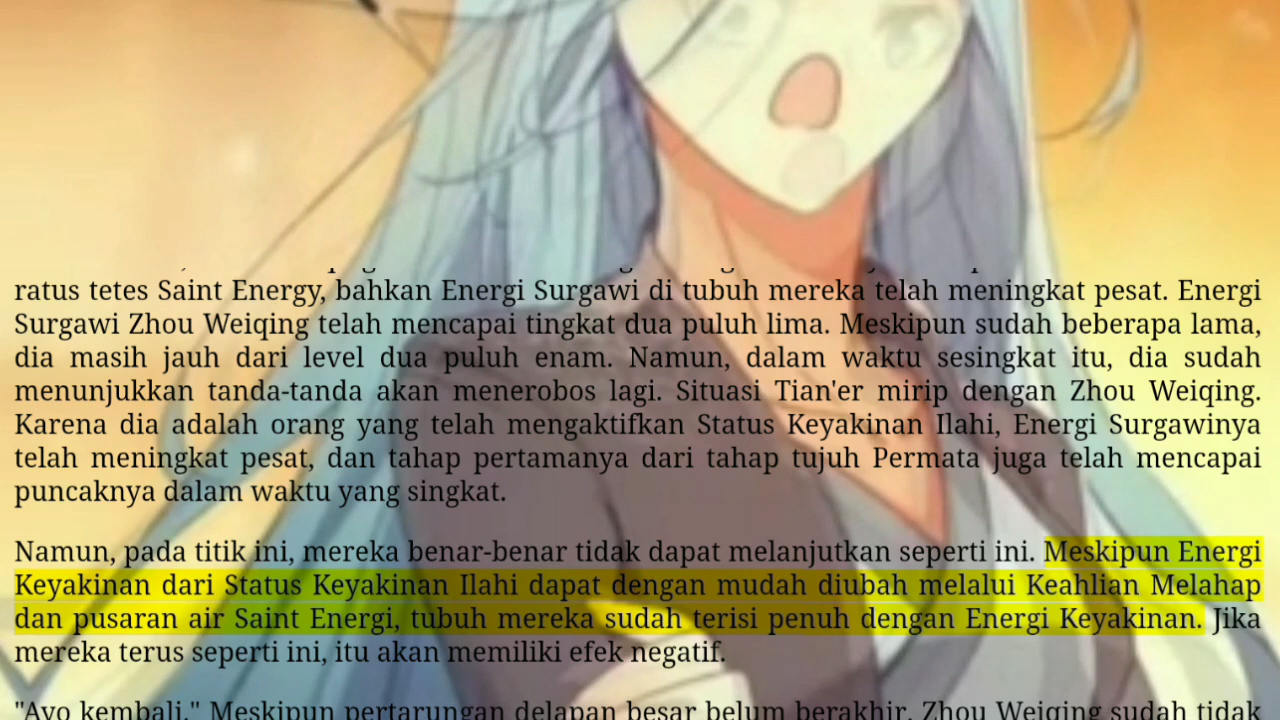 ratus tetes Saint Energy, bahkan Energi Surgawi di tubuh mereka telah meningkat pesat. Energi
Surgawi Zhou Weiqing telah mencapai tingkat dua puluh lima. Meskipun sudah beberapa lama,
dia masih jauh dari level dua puluh enam. Namun, dalam waktu sesingkat itu, dia sudah
menunjukkan tanda-tanda akan menerobos lagi. Situasi Tian'er mirip dengan Zhou Weiqing.
Karena dia adalah orang yang telah mengaktifkan Status Keyakinan Ilahi, Energi Surgawinya
telah meningkat pesat, dan tahap pertamanya dari tahap tujuh Permata juga telah mencapai
puncaknya dalam waktu yang singkat.
Namun, pada titik ini, mereka benar-benar tidak dapat melanjutkan seperti ini. Meskipun Energi
Keyakinan dari Status Keyakinan Ilahi dapat dengan mudah diubah melalui Keahlian Melahap
dan pusaran air Saint Energi, tubuh mereka sudah terisi penuh dengan Energi Keyakinan. Jika
mereka terus seperti ini, itu akan memiliki efek negatif.
"Ayo kembali." Meskipun pertarungan delapan besar belum berakhir, Zhou Weiqing sudah tidak